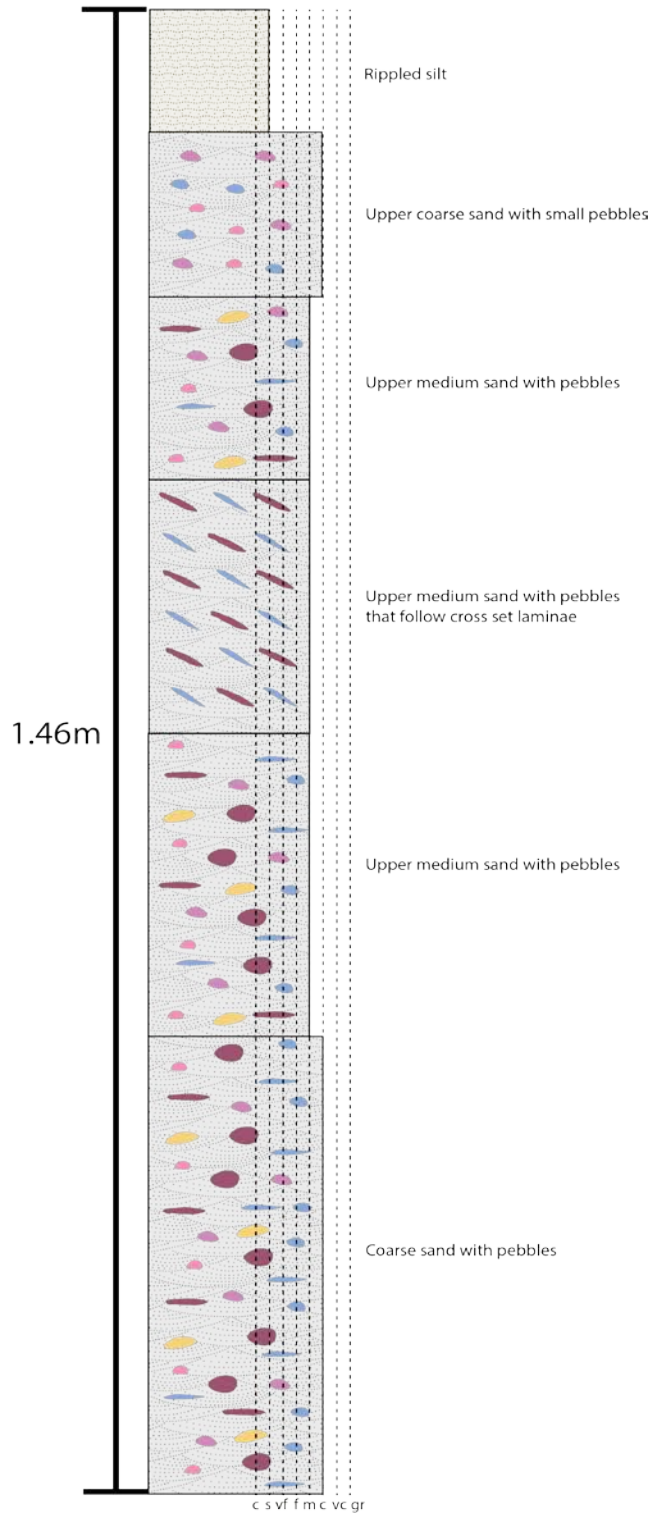 Rippled silt
Upper coarse sand with small pebbles
Upper medium sand with pebbles
Upper medium sand with pebbles
that follow cross set laminae
1.46m
Upper medium sand with pebbles
Coarse sand with pebbles
c s vf f m c vc gr